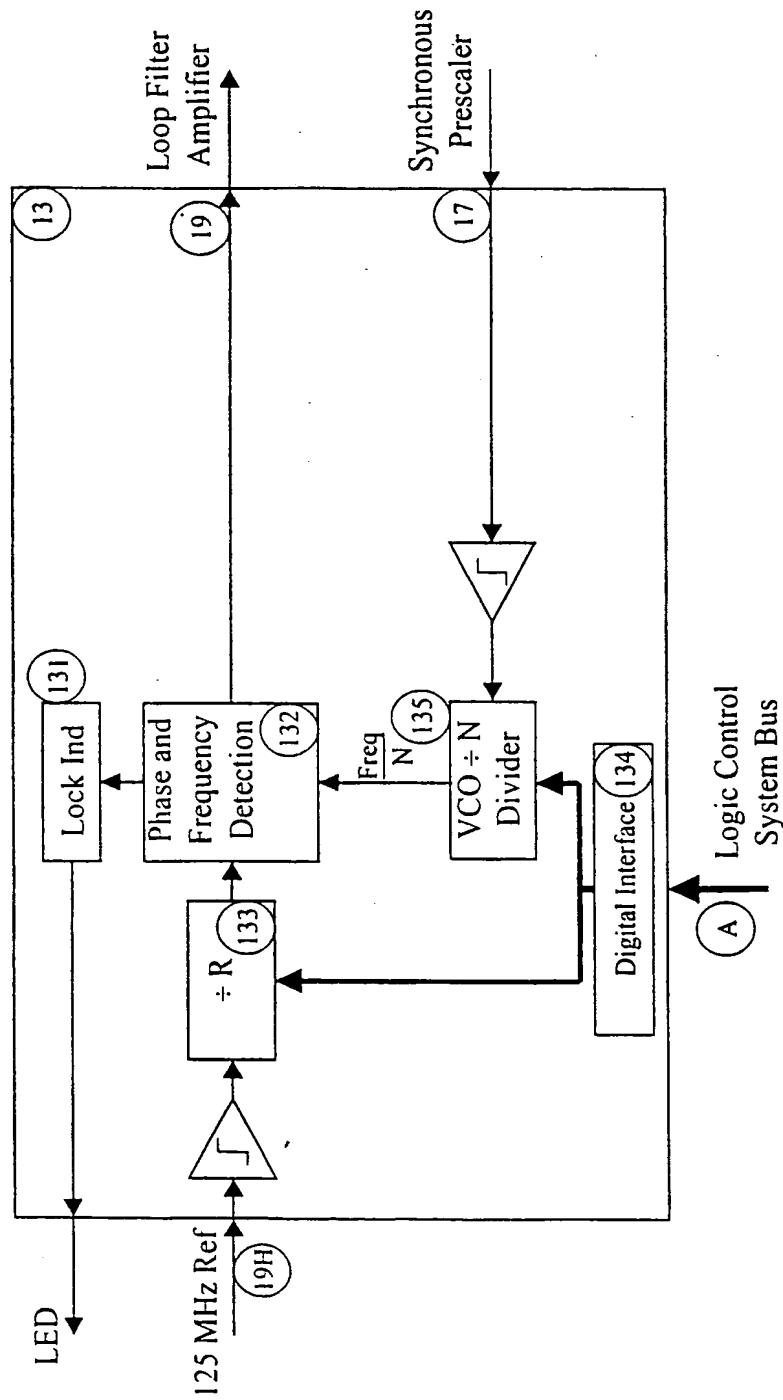 LED
125 MHz Ref
19H
÷ R
133
Lock Ind
131
Phase and
Frequency
Detection
132
Freq
N
135
VCO ÷ N
Divider
Digital Interface
134
A
Logic Control
System Bus
13
19
17
Loop Filter
Amplifier
Synchronous
Prescaler